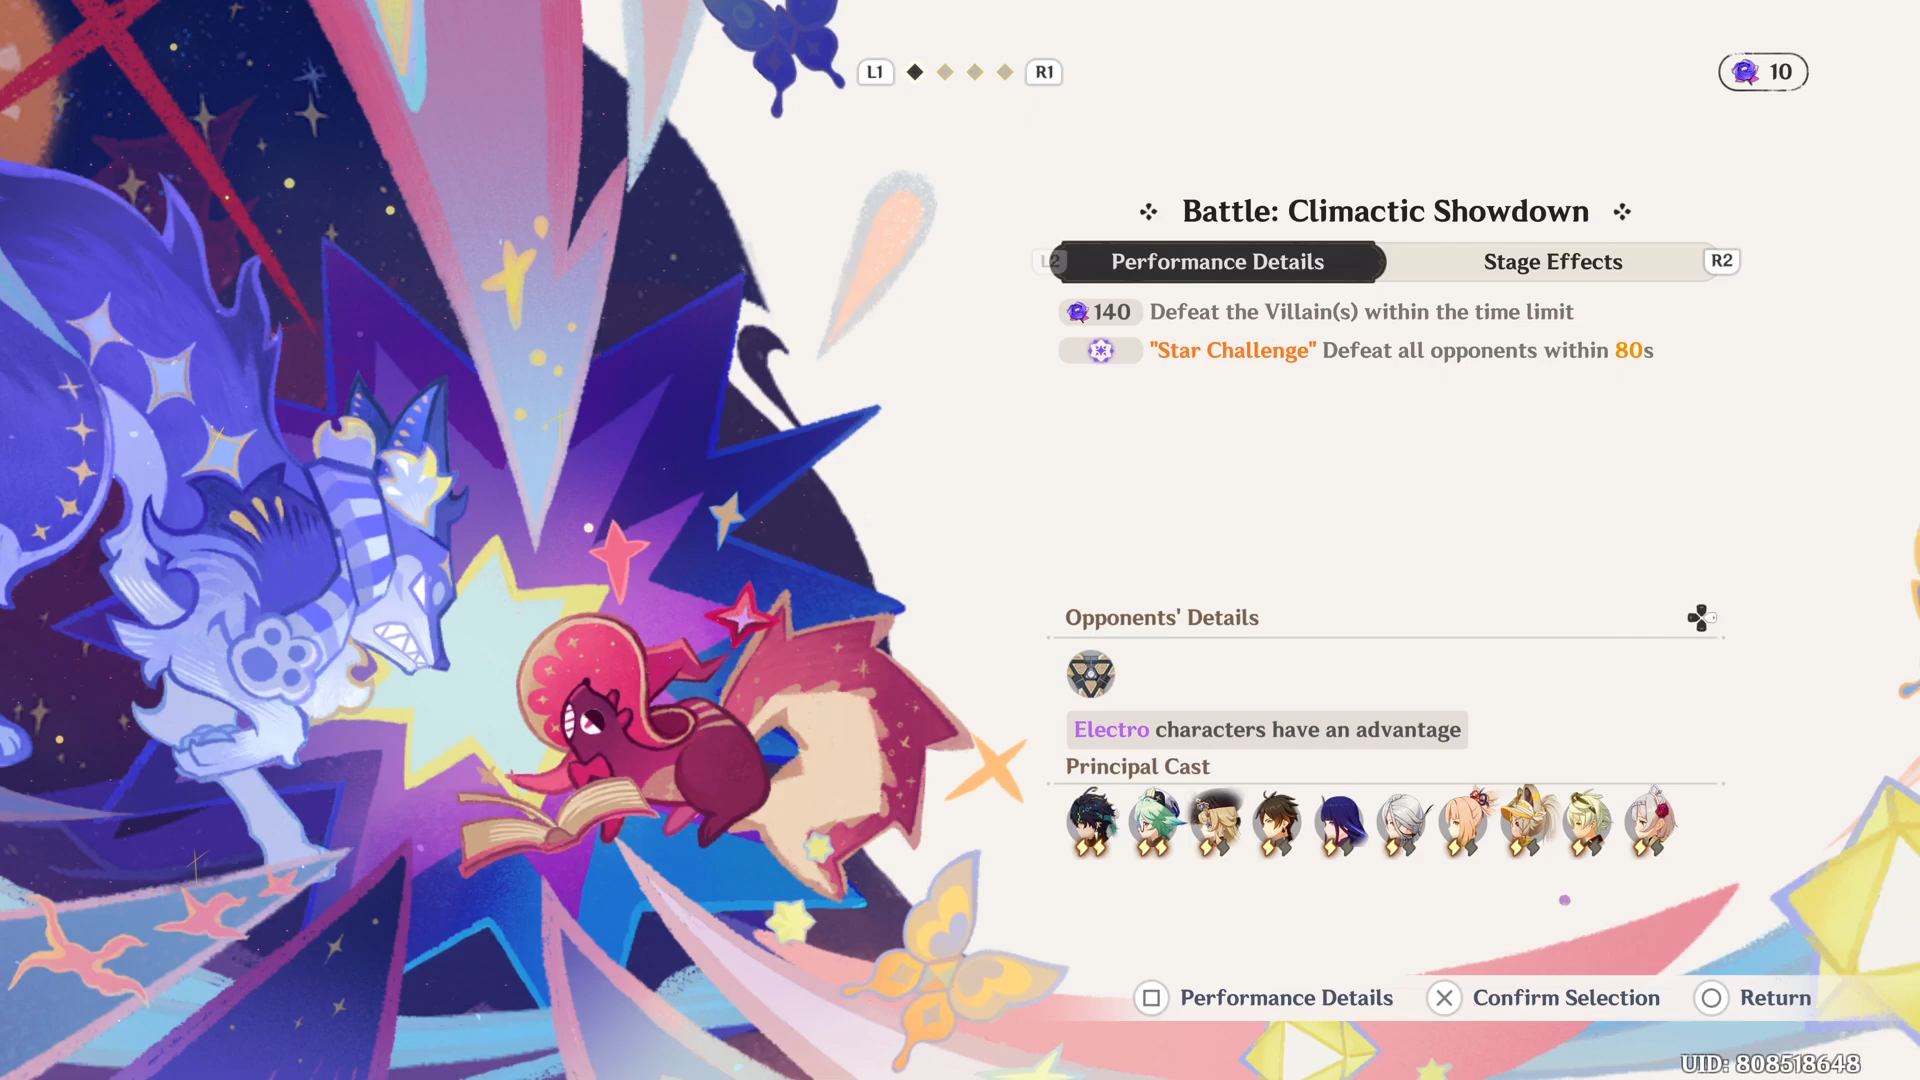 L1
R1
10
Battle: Climactic Showdown
L2
Performance Details
Stage Effects
R2
140 Defeat the Villain(s) within the time limit
"Star Challenge" Defeat all opponents within 80s
Opponents' Details
Electro characters have an advantage
Principal Cast
Performance Details
Confirm Selection
Return
UID: 808518648